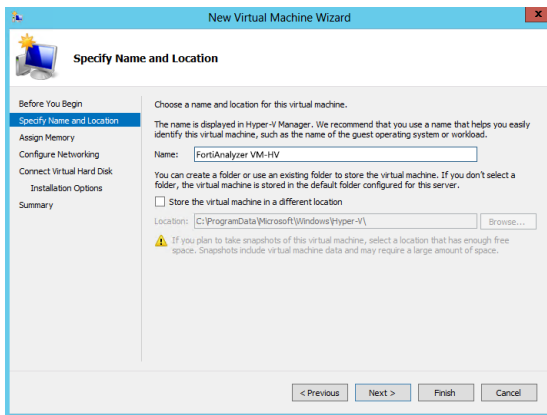 New Virtual Machine Wizard
x
Specify Name and Location
Before You Begin
Specify Name and Location
Assign Memory
Configure Networking
Connect Virtual Hard Disk
Installation Options
Summary
Choose a name and location for this virtual machine.
The name is displayed in Hyper-V Manager. We recommend that you use a name that helps you easily
identify this virtual machine, such as the name of the guest operating system or workload.
Name: FortiAnalyzer VM-HV
You can create a folder or use an existing folder to store the virtual machine. If you don't select a
folder, the virtual machine is stored in the default folder configured for this server.
Store the virtual machine in a different location
Location: C:\ProgramData\Microsoft\Windows\Hyper-V\ Browse...
If you plan to take snapshots of this virtual machine, select a location that has enough free
space. Snapshots include virtual machine data and may require a large amount of space.
< Previous Next > Finish Cancel